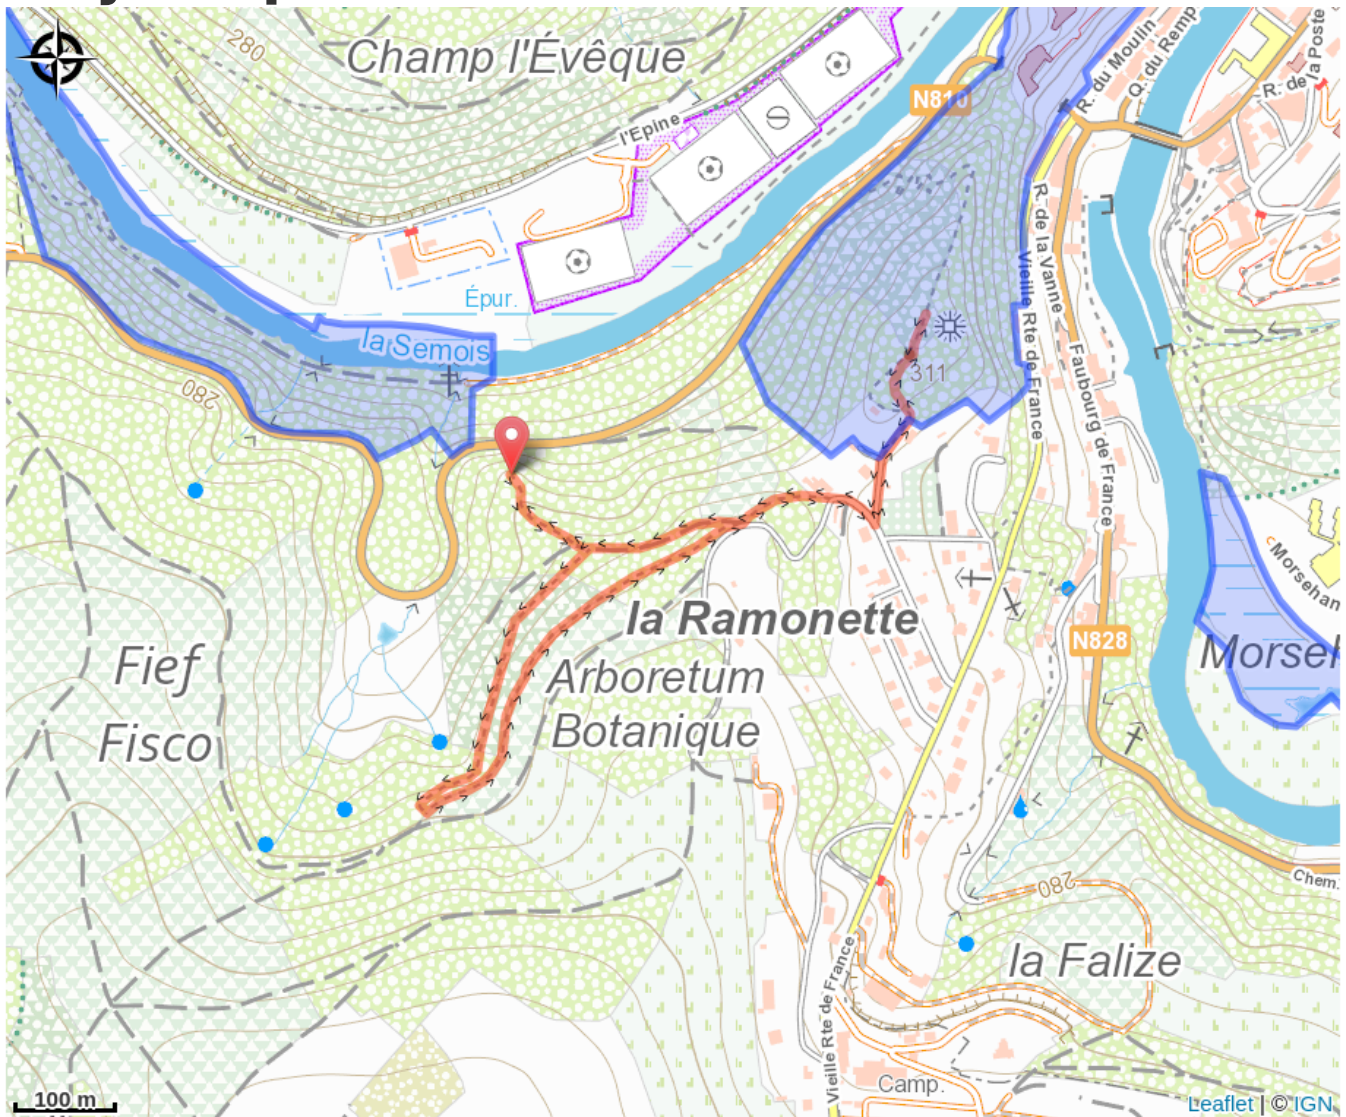 280
Champ l'Évêque
l'Epine
N810
R. du Moulin
Q. du Remp
R. de
la Poste
Épur.
la Semois
R. de la Vanne
Vieille Rte de France
Faubourg de France
280
311
Morsehan
la Ramonette
N828
Morseh
Fief
Fisco
Arboretum
Botanique
280
Chem.
la Falize
Vieille Rte de France
Camp.
100 m
Leaflet | © IGN